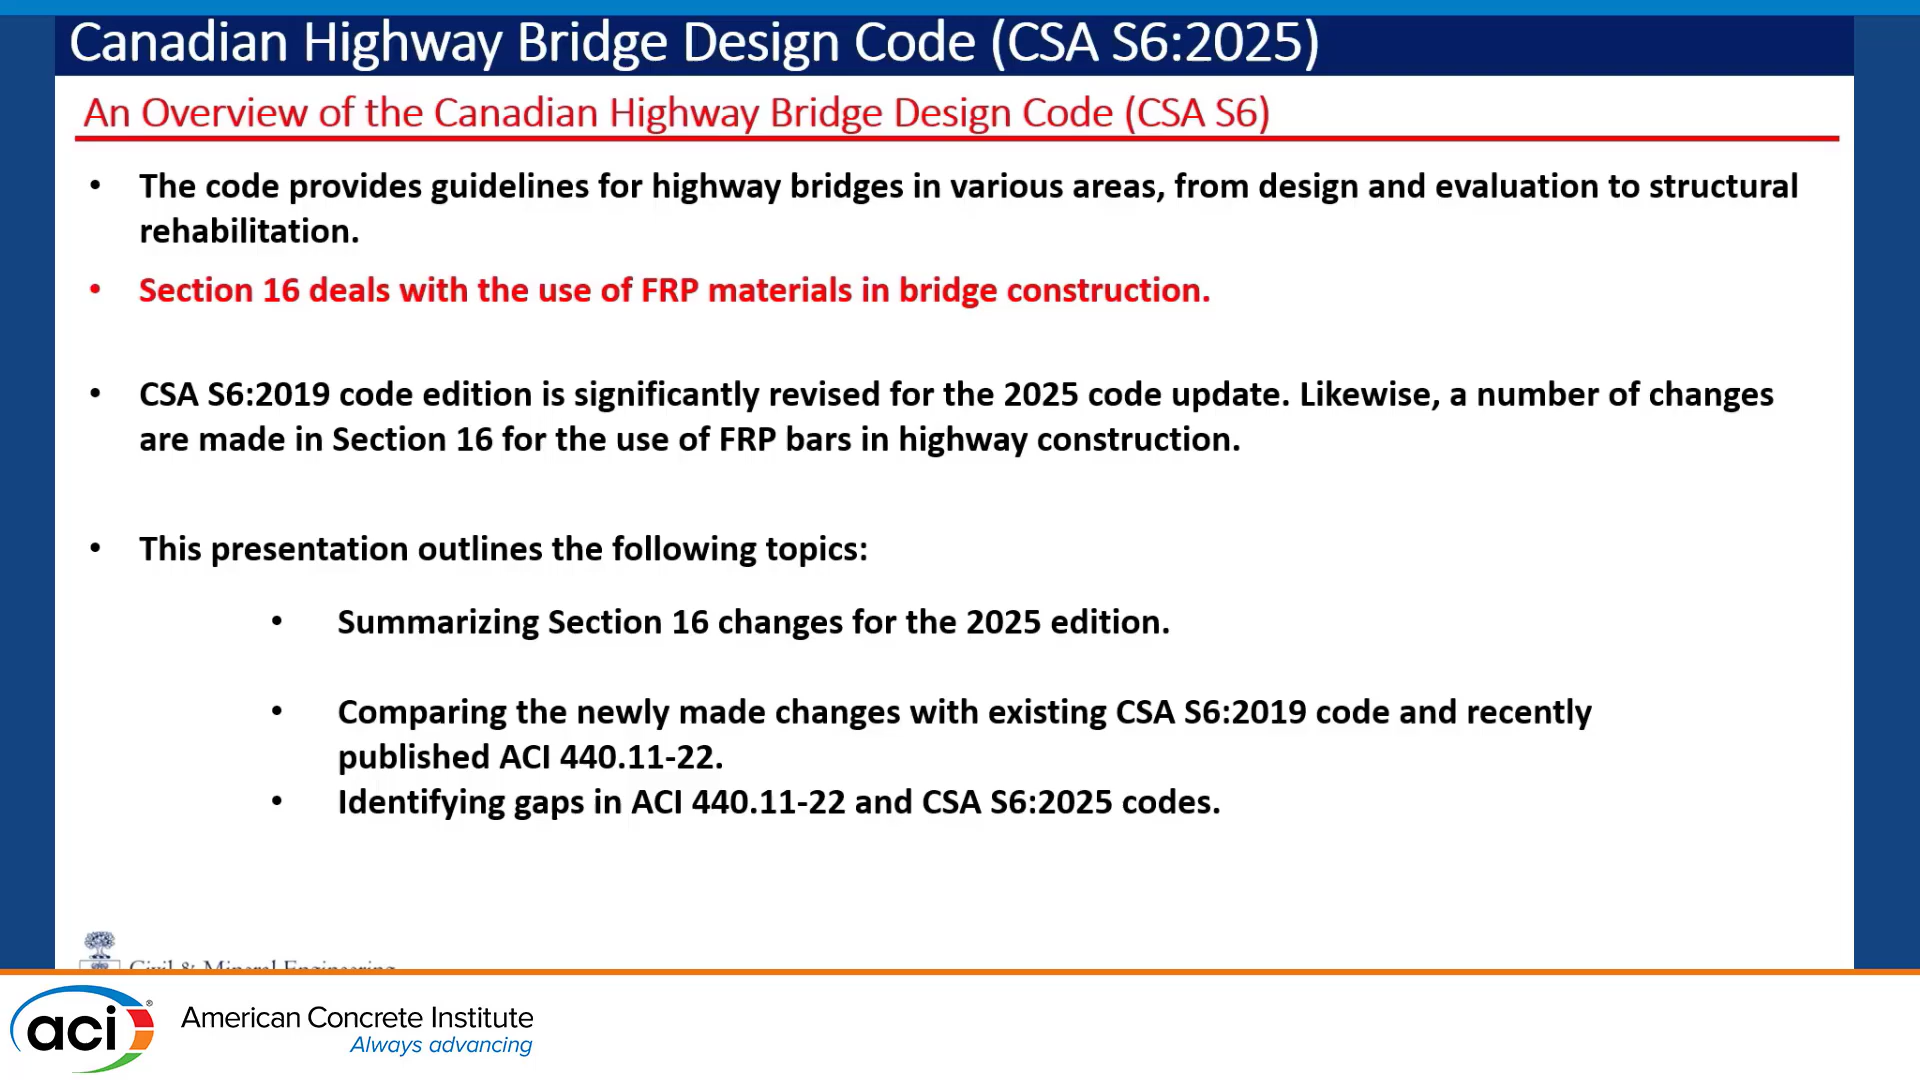 Canadian Highway Bridge Design Code (CSA S6:2025)
An Overview of the Canadian Highway Bridge Design Code (CSA S6)
• The code provides guidelines for highway bridges in various areas, from design and evaluation to structural
rehabilitation.
• Section 16 deals with the use of FRP materials in bridge construction.
• CSA S6:2019 code edition is significantly revised for the 2025 code update. Likewise, a number of changes
are made in Section 16 for the use of FRP bars in highway construction.
• This presentation outlines the following topics:
• Summarizing Section 16 changes for the 2025 edition.
• Comparing the newly made changes with existing CSA S6:2019 code and recently
published ACI 440.11-22.
• Identifying gaps in ACI 440.11-22 and CSA S6:2025 codes.
Civil & Mineral Engineering
aci®
American Concrete Institute
Always advancing